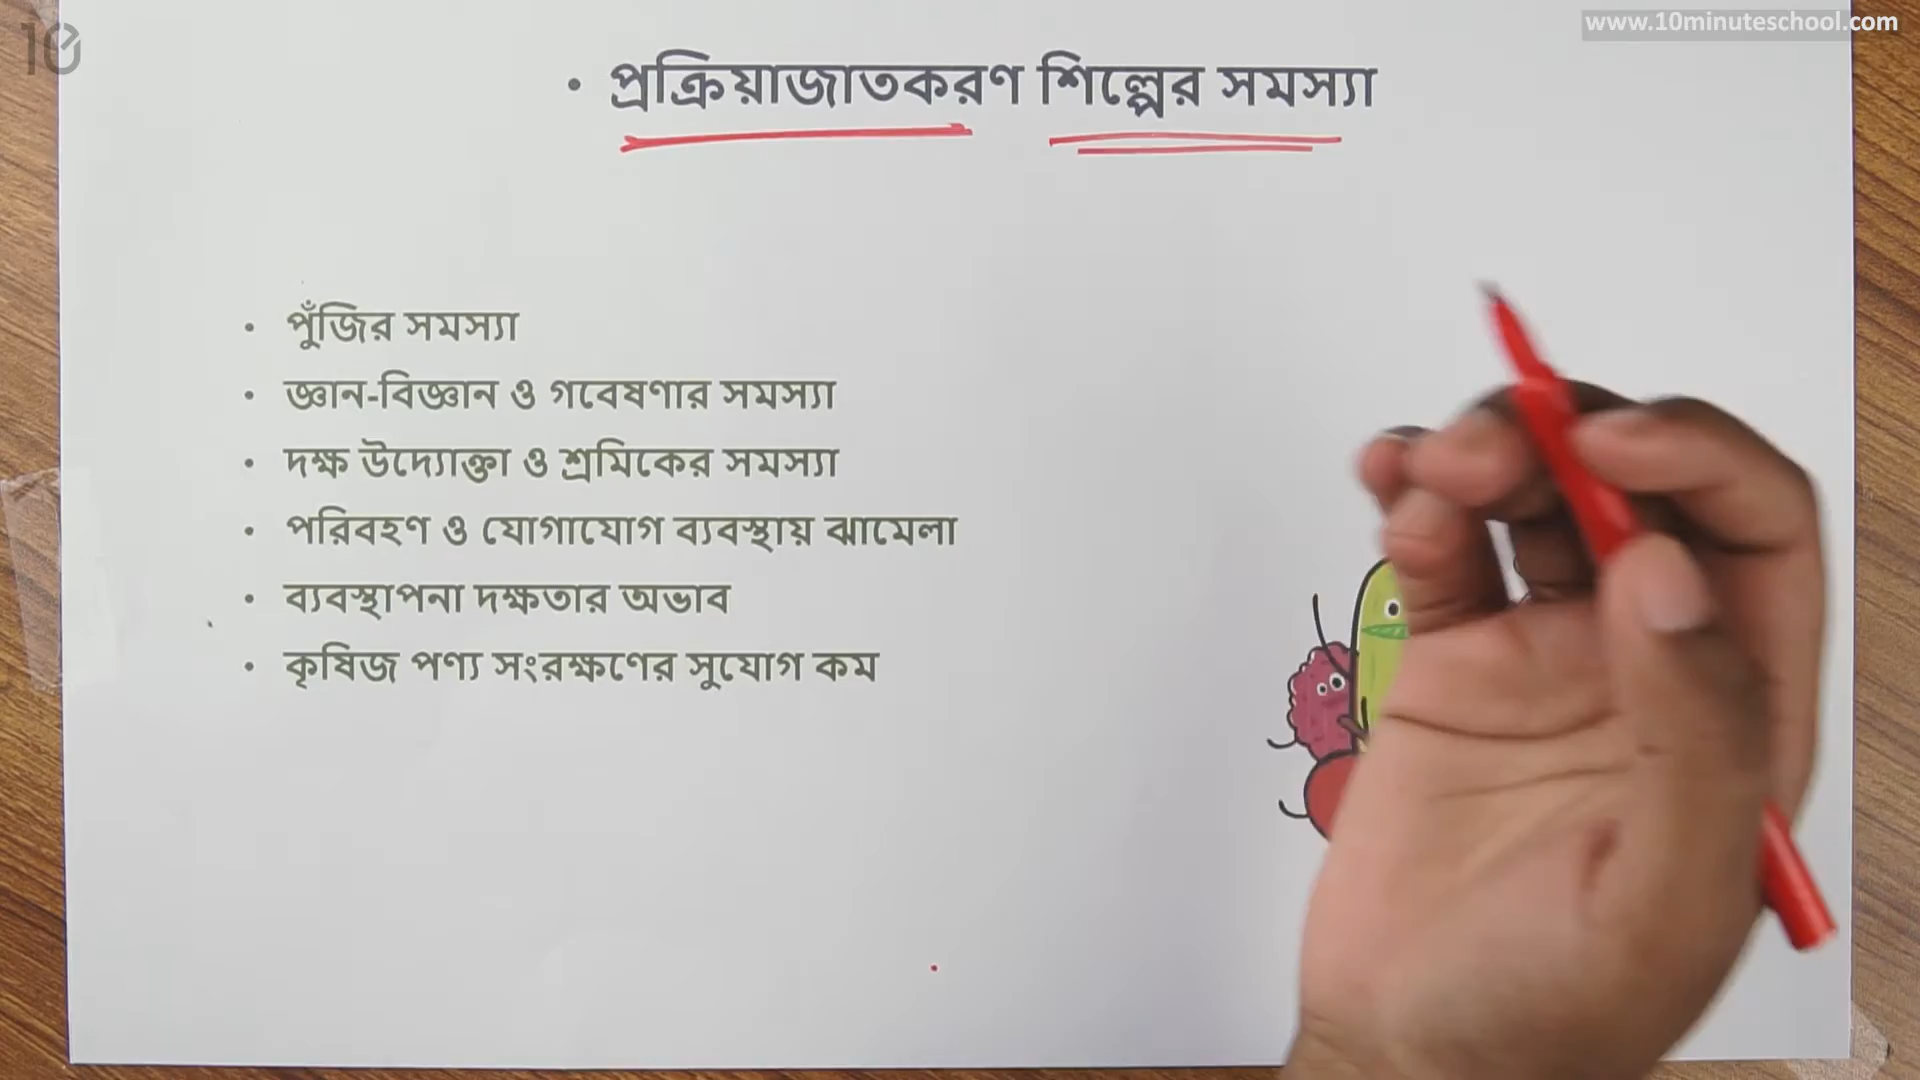 10
www.10minuteschool.com
• প্রক্রিয়াজাতকরণ শিল্পের সমস্যা
• পুঁজির সমস্যা
• জ্ঞান-বিজ্ঞান ও গবেষণার সমস্যা
• দক্ষ উদ্যোক্তা ও শ্রমিকের সমস্যা
• পরিবহণ ও যোগাযোগ ব্যবস্থায় ঝামেলা
• ব্যবস্থাপনা দক্ষতার অভাব
• কৃষিজ পণ্য সংরক্ষণের সুযোগ কম